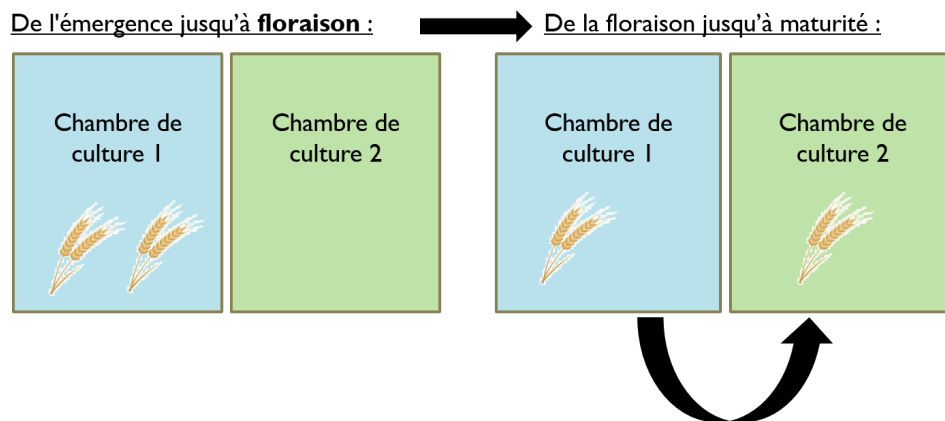 De l'émergence jusqu'à floraison :
De la floraison jusqu'à maturité :
Chambre de
culture 1
Chambre de
culture 2
Chambre de
culture 1
Chambre de
culture 2